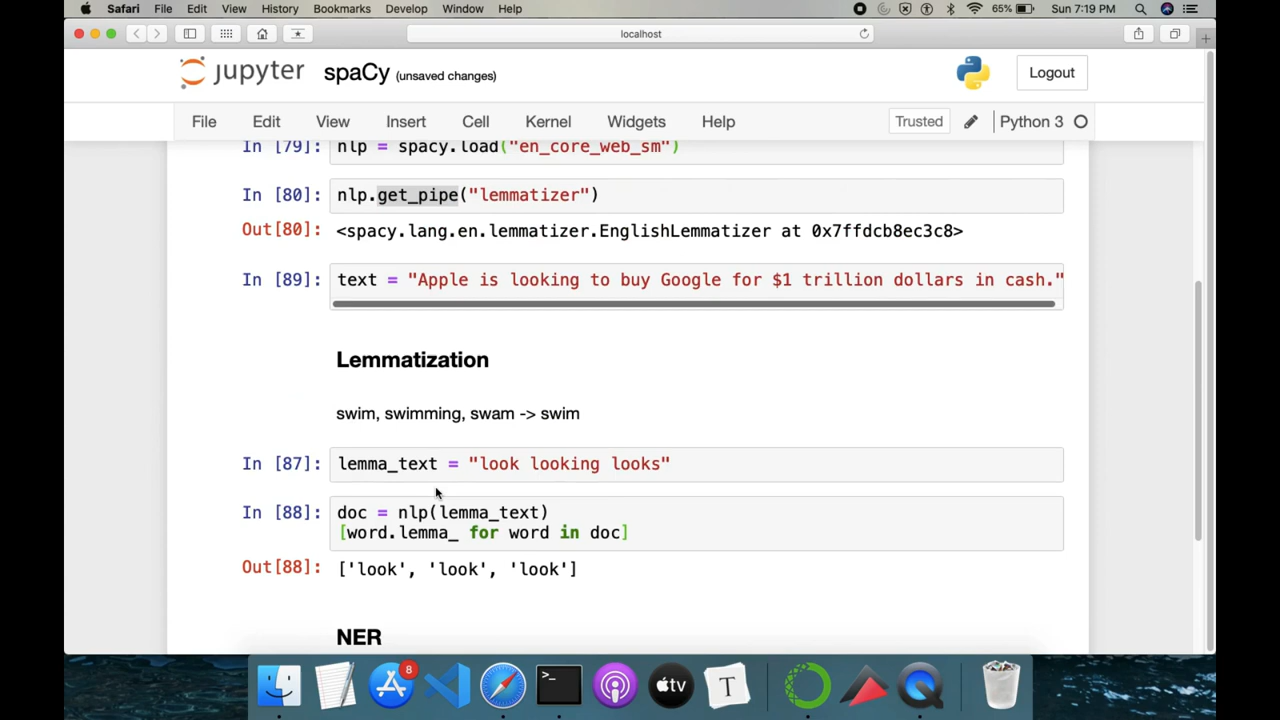 Safari File Edit View History Bookmarks Develop Window Help 65% Sun 7:19 PM
localhost
jupyter spaCy (unsaved changes) Logout
File Edit View Insert Cell Kernel Widgets Help Trusted Python 3
In [79]: nlp = spacy.load("en_core_web_sm")
In [80]: nlp.get_pipe("lemmatizer")
Out[80]: <spacy.lang.en.lemmatizer.EnglishLemmatizer at 0x7ffdcb8ec3c8>
In [89]: text = "Apple is looking to buy Google for $1 trillion dollars in cash."
Lemmatization
swim, swimming, swam -> swim
In [87]: lemma_text = "look looking looks"
In [88]: doc = nlp(lemma_text)
[word.lemma_ for word in doc]
Out[88]: ['look', 'look', 'look']
NER
8
>_
tv
T